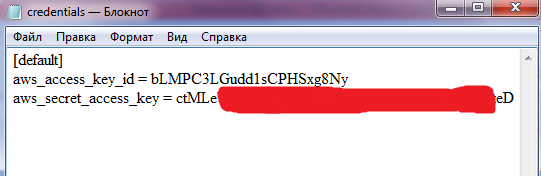 credentials — Блокнот
Файл Правка Формат Вид Справка
[default]
aws_access_key_id = bLMPC3LGudd1sCPHSxg8Ny
aws_secret_access_key = ctMLe eD